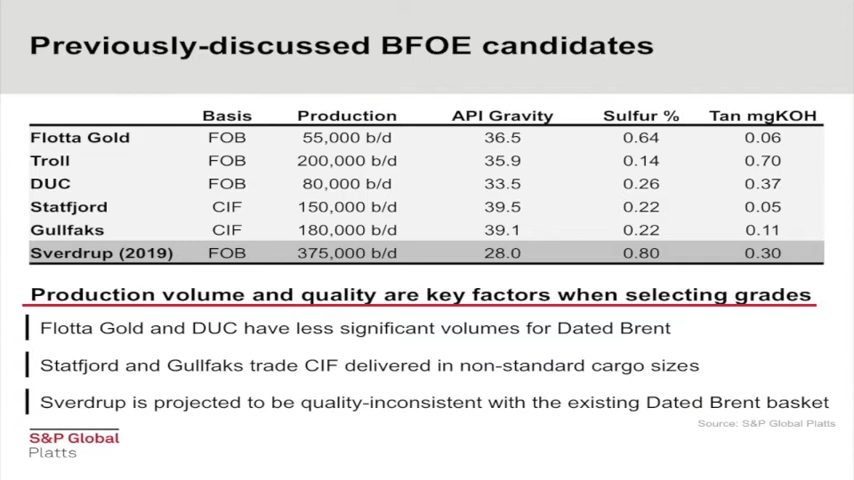 Previously-discussed BFOE candidates
Basis Production API Gravity Sulfur % Tan mgKOH
Flotta Gold FOB 55,000 b/d 36.5 0.64 0.06
Troll FOB 200,000 b/d 35.9 0.14 0.70
DUC FOB 80,000 b/d 33.5 0.26 0.37
Statfjord CIF 150,000 b/d 39.5 0.22 0.05
Gullfaks CIF 180,000 b/d 39.1 0.22 0.11
Sverdrup (2019) FOB 375,000 b/d 28.0 0.80 0.30
Production volume and quality are key factors when selecting grades
Flotta Gold and DUC have less significant volumes for Dated Brent
Statfjord and Gullfaks trade CIF delivered in non-standard cargo sizes
Sverdrup is projected to be quality-inconsistent with the existing Dated Brent basket
Source: S&P Global Platts
S&P Global
Platts